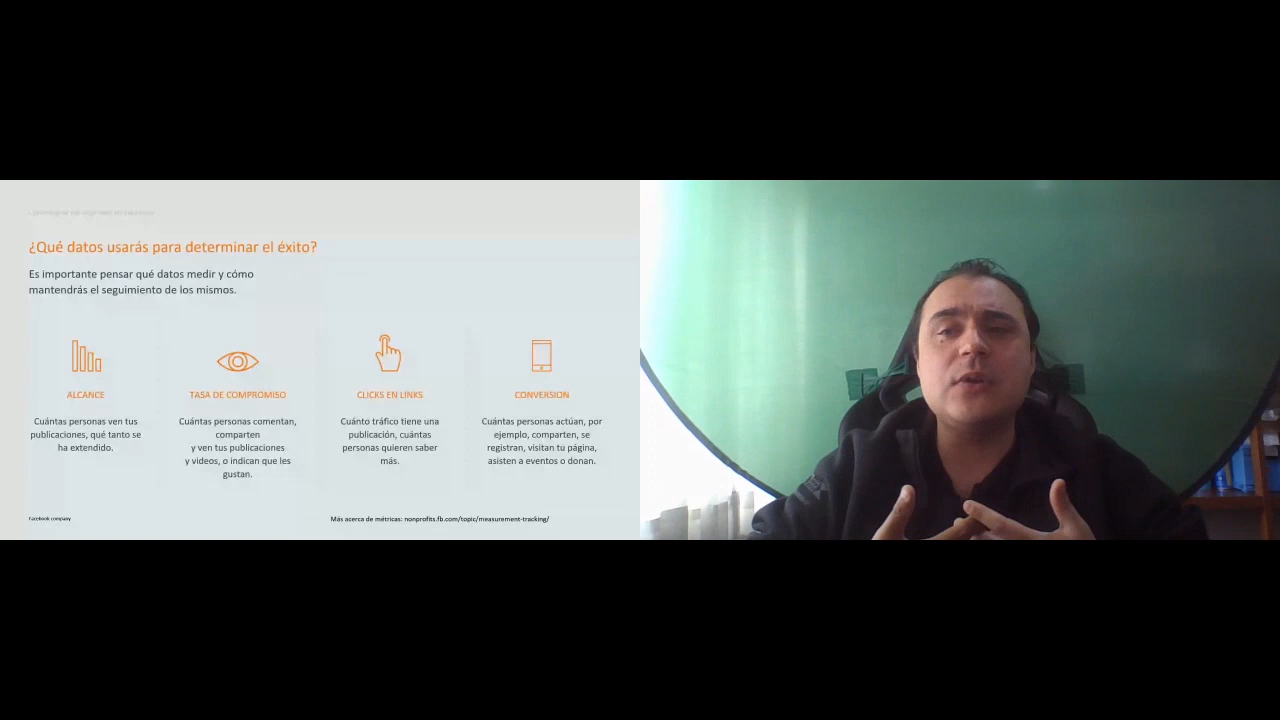 ¿Qué datos usarás para determinar el éxito?
Es importante pensar qué datos medir y cómo
mantendrás el seguimiento de los mismos.
ALCANCE
Cuántas personas ven tus
publicaciones, qué tanto se
ha extendido.
TASA DE COMPROMISO
Cuántas personas comentan,
comparten
y ven tus publicaciones
y videos, o indican que les
gustan.
CLICKS EN LINKS
Cuánto tráfico tiene una
publicación, cuántas
personas quieren saber
más.
CONVERSION
Cuántas personas actúan, por
ejemplo, comparten, se
registran, visitan tu página,
asisten a eventos o donan.
Facebook company
Más acerca de métricas: nonprofits.fb.com/topic/measurement-tracking/